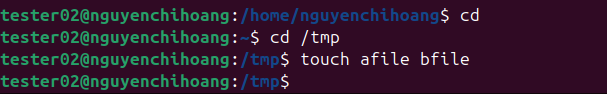 tester02@nguyenchihoang:/home/nguyenchihoang$ cd
tester02@nguyenchihoang:~$ cd /tmp
tester02@nguyenchihoang:/tmp$ touch afile bfile
tester02@nguyenchihoang:/tmp$